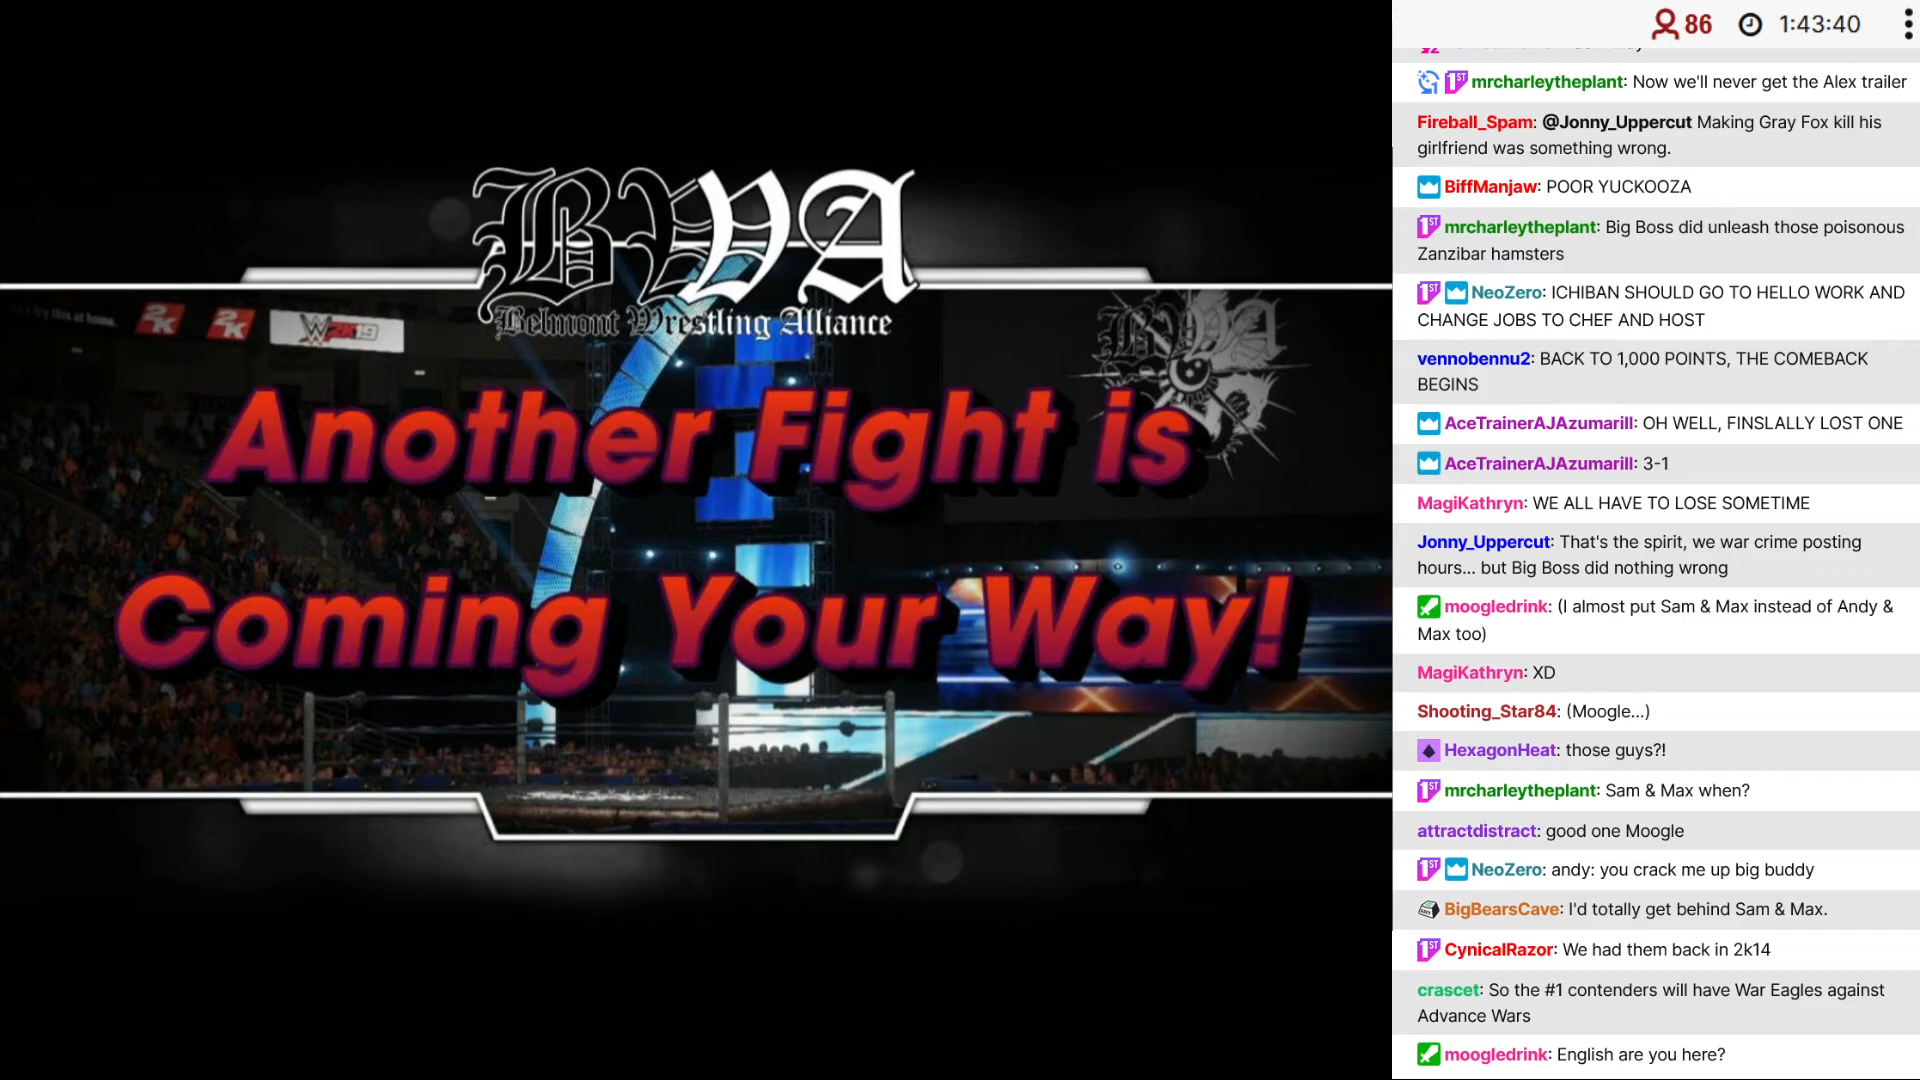 BWA
Belmont Wrestling Alliance
2K
2K
W2K19
BWA
Another Fight is
Coming Your Way!
86 1:43:40
mrcharleytheplant: Now we'll never get the Alex trailer
Fireball_Spam: @Jonny_Uppercut Making Gray Fox kill his
girlfriend was something wrong.
BiffManjaw: POOR YUCKOOZA
mrcharleytheplant: Big Boss did unleash those poisonous
Zanzibar hamsters
NeoZero: ICHIBAN SHOULD GO TO HELLO WORK AND
CHANGE JOBS TO CHEF AND HOST
vennobennu2: BACK TO 1,000 POINTS, THE COMEBACK
BEGINS
AceTrainerAJAzumarill: OH WELL, FINSLALLY LOST ONE
AceTrainerAJAzumarill: 3-1
MagiKathryn: WE ALL HAVE TO LOSE SOMETIME
Jonny_Uppercut: That's the spirit, we war crime posting
hours... but Big Boss did nothing wrong
moogledrink: (I almost put Sam & Max instead of Andy &
Max too)
MagiKathryn: XD
Shooting_Star84: (Moogle...)
HexagonHeat: those guys?!
mrcharleytheplant: Sam & Max when?
attractdistract: good one Moogle
NeoZero: andy: you crack me up big buddy
BigBearsCave: I'd totally get behind Sam & Max.
CynicalRazor: We had them back in 2k14
crascet: So the #1 contenders will have War Eagles against
Advance Wars
moogledrink: English are you here?